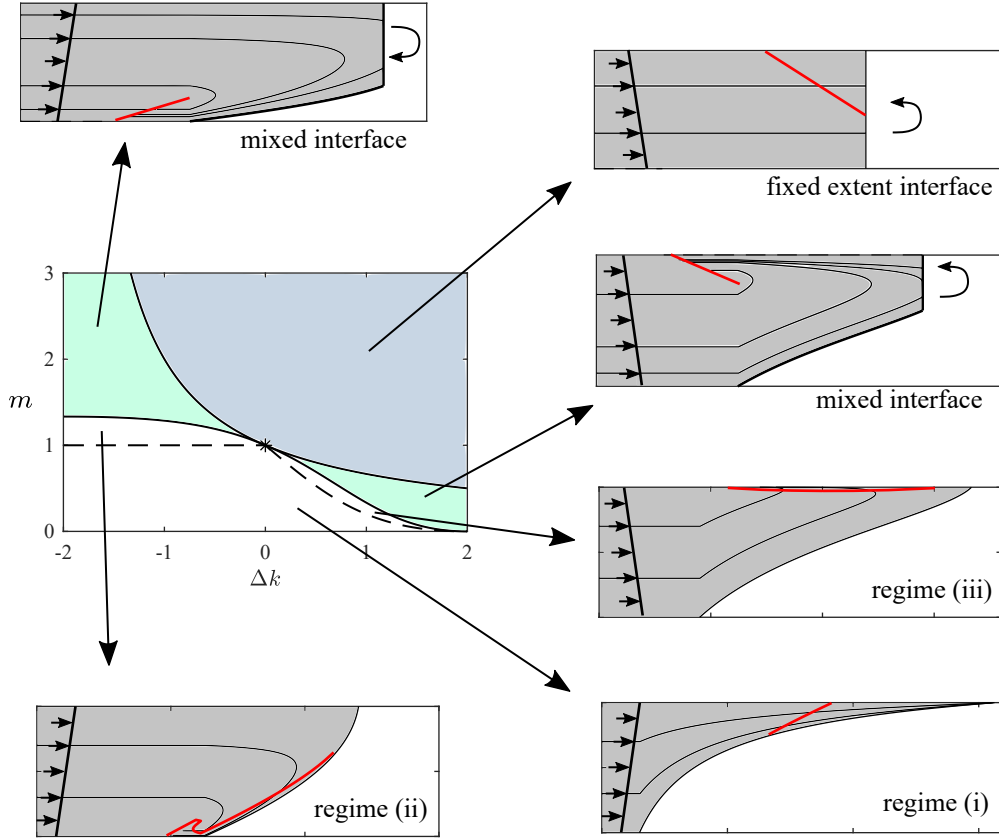 mixed interface
fixed extent interface
mixed interface
3
2
m
1
0
-2
-1
0
1
2
Δk
regime (iii)
regime (ii)
regime (i)